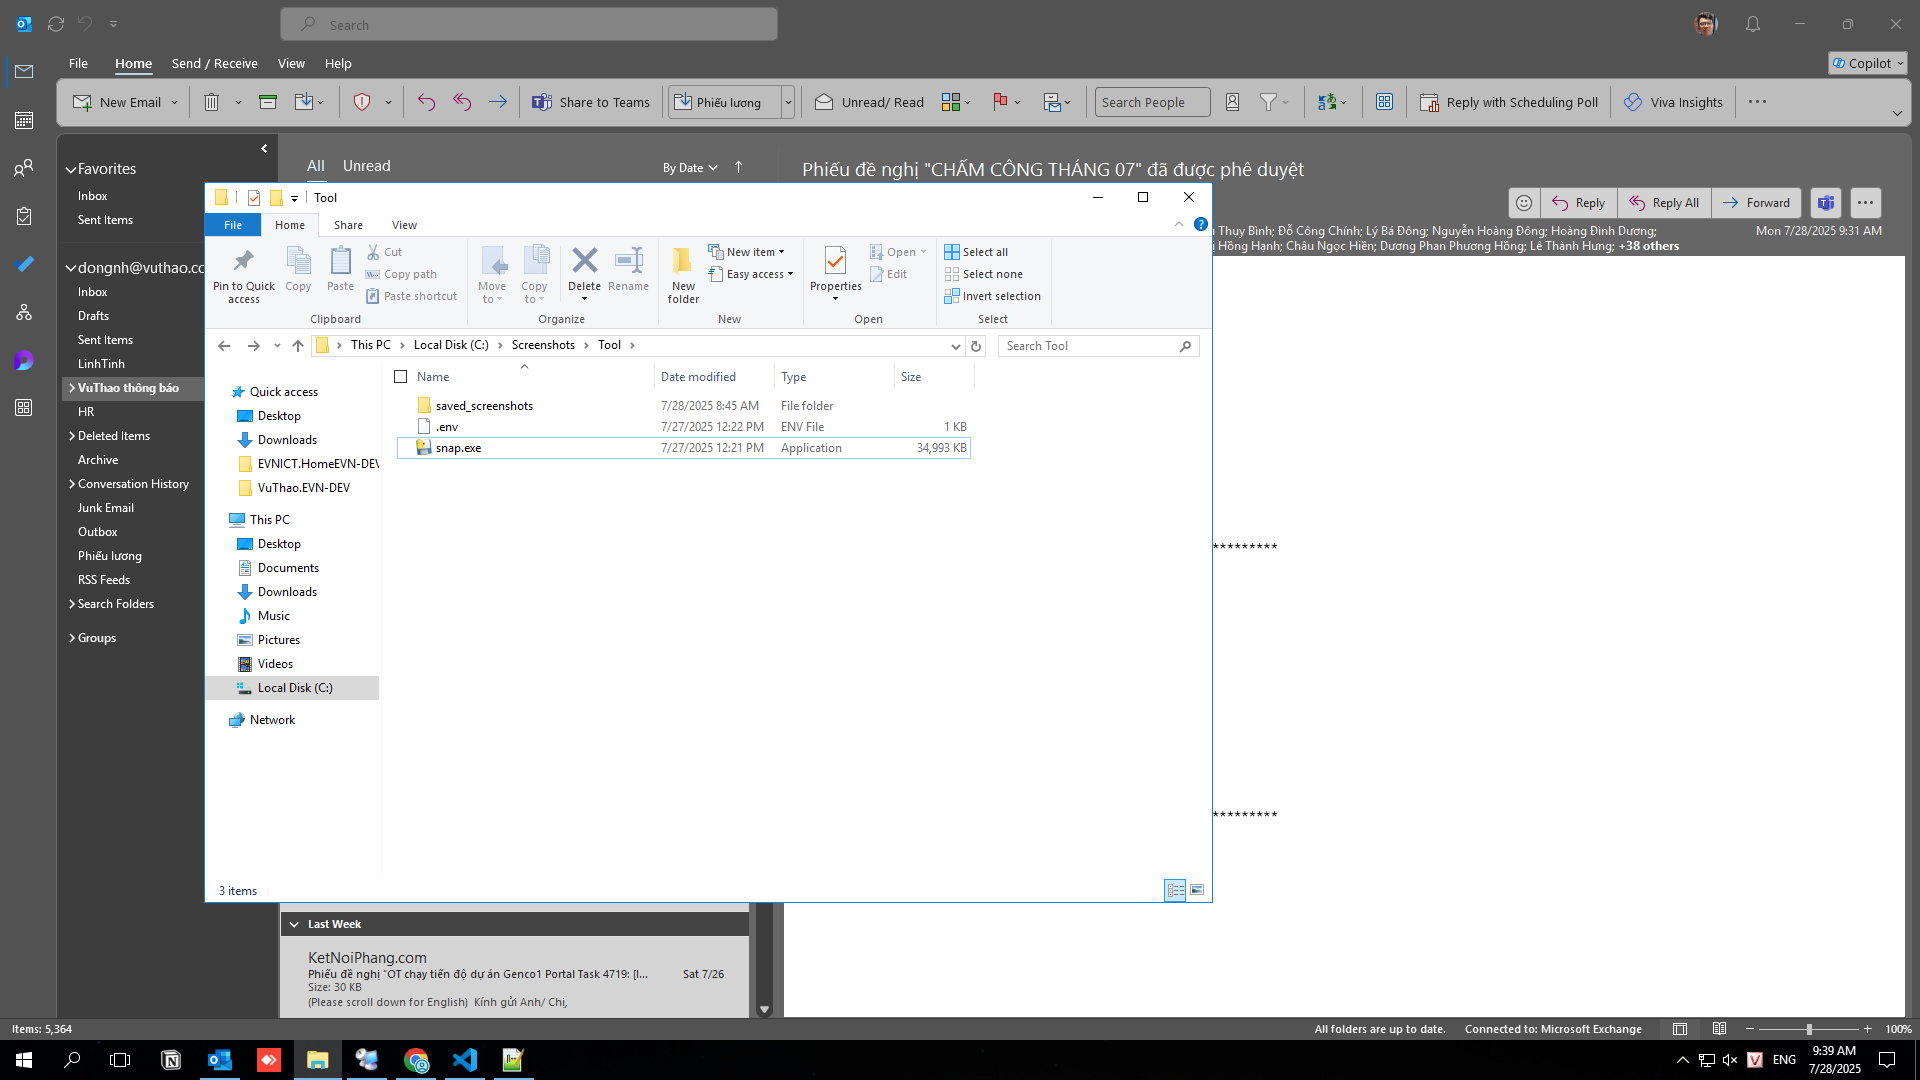 Search
File Home Send / Receive View Help
Copilot
New Email Share to Teams Phiếu lương Unread/ Read Search People Reply with Scheduling Poll Viva Insights
Favorites
Inbox
Sent Items
dongnh@vuthao.cc
Inbox
Drafts
Sent Items
LinhTinh
VuThao thông báo
HR
Deleted Items
Archive
Conversation History
Junk Email
Outbox
Phiếu lương
RSS Feeds
Search Folders
Groups
All Unread By Date
Phiếu đề nghị "CHẤM CÔNG THÁNG 07" đã được phê duyệt
Reply Reply All Forward
Thụy Bình; Đỗ Công Chính; Lý Bá Đông; Nguyễn Hoàng Đông; Hoàng Đình Dương;
Hồng Hạnh; Châu Ngọc Hiền; Dương Phan Phương Hồng; Lê Thành Hưng; +38 others
Mon 7/28/2025 9:31 AM
*********
*********
Tool
File Home Share View
Pin to Quick access
Copy
Paste
Cut
Copy path
Paste shortcut
Clipboard
Move to
Copy to
Delete
Rename
Organize
New folder
New item
Easy access
New
Properties
Open
Edit
Open
Select all
Select none
Invert selection
Select
This PC Local Disk (C:) Screenshots Tool
Search Tool
Quick access
Desktop
Downloads
EVNICT.HomeEVN-DEV
VuThao.EVN-DEV
This PC
Desktop
Documents
Downloads
Music
Pictures
Videos
Local Disk (C:)
Network
Name Date modified Type Size
saved_screenshots 7/28/2025 8:45 AM File folder
.env 7/27/2025 12:22 PM ENV File 1 KB
snap.exe 7/27/2025 12:21 PM Application 34,993 KB
3 items
Last Week
KetNoiPhang.com
Phiếu đề nghị "OT chạy tiến độ dự án Genco1 Portal Task 4719: [I... Sat 7/26
Size: 30 KB
(Please scroll down for English) Kính gửi Anh/ Chị,
Items: 5,364
All folders are up to date. Connected to: Microsoft Exchange 100%
ENG
9:39 AM
7/28/2025